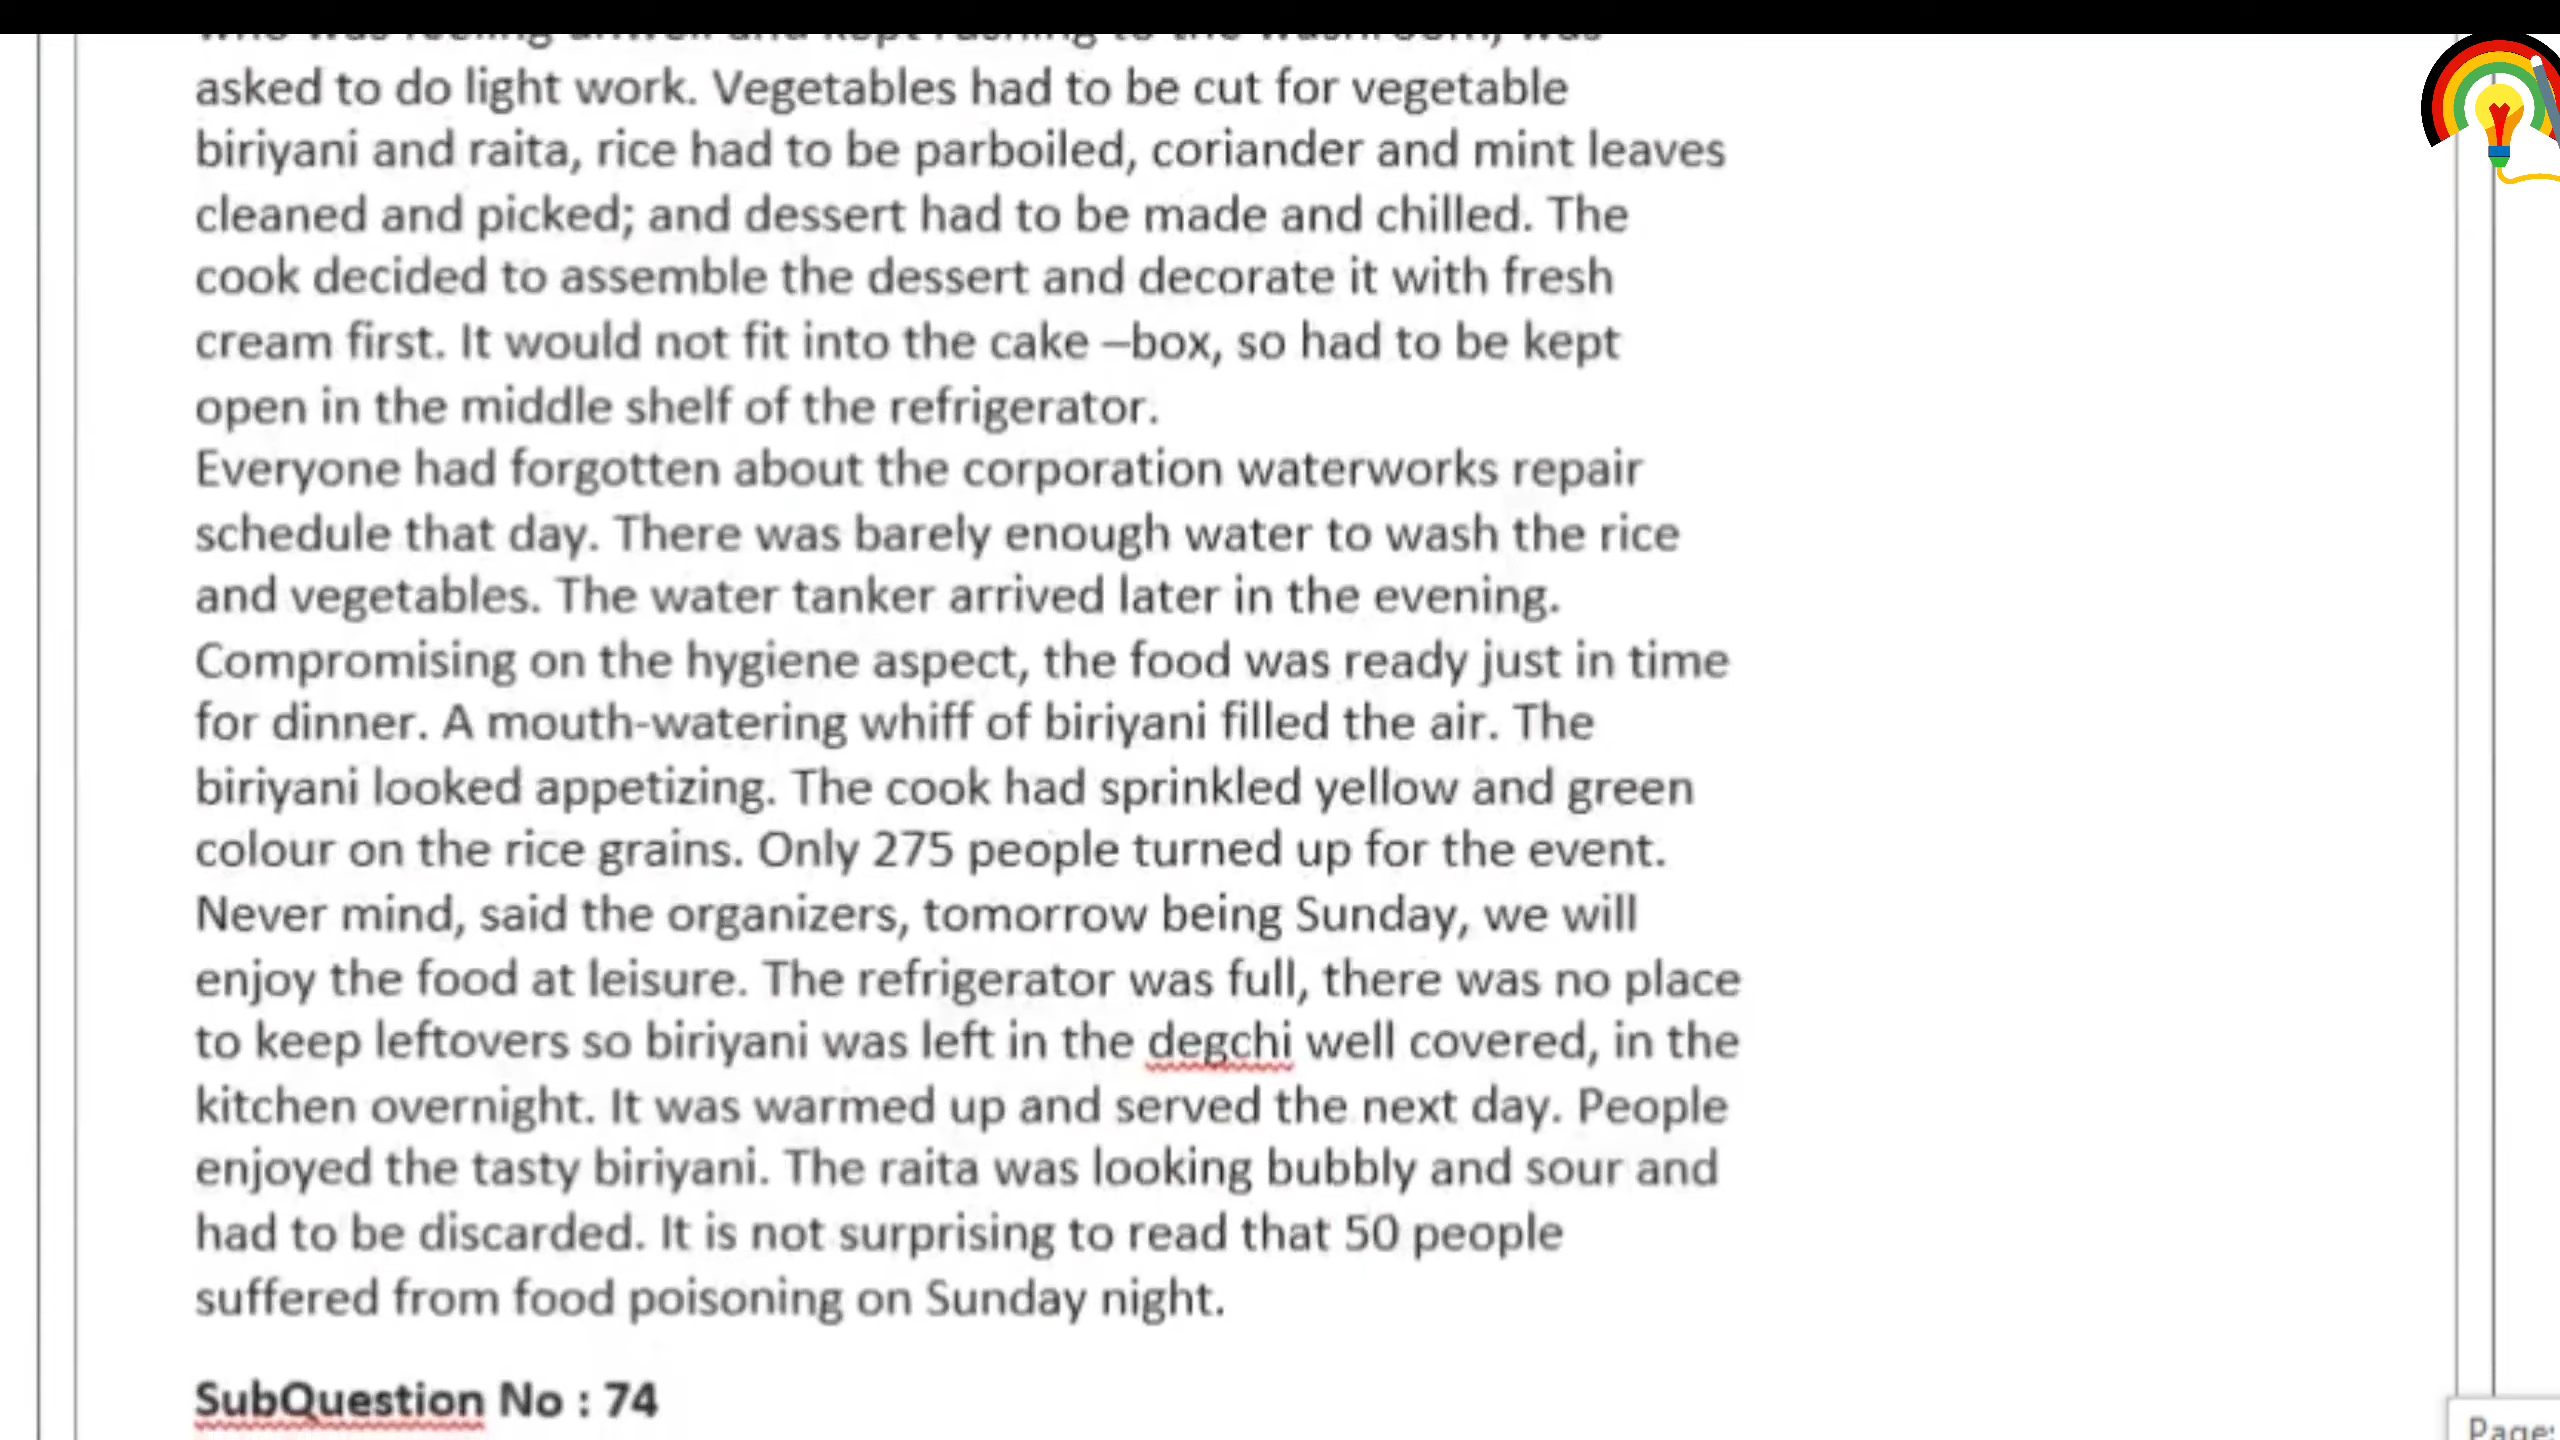 who was feeling unwell and kept rushing to the washroom, was
asked to do light work. Vegetables had to be cut for vegetable
biriyani and raita, rice had to be parboiled, coriander and mint leaves
cleaned and picked; and dessert had to be made and chilled. The
cook decided to assemble the dessert and decorate it with fresh
cream first. It would not fit into the cake –box, so had to be kept
open in the middle shelf of the refrigerator.
Everyone had forgotten about the corporation waterworks repair
schedule that day. There was barely enough water to wash the rice
and vegetables. The water tanker arrived later in the evening.
Compromising on the hygiene aspect, the food was ready just in time
for dinner. A mouth-watering whiff of biriyani filled the air. The
biriyani looked appetizing. The cook had sprinkled yellow and green
colour on the rice grains. Only 275 people turned up for the event.
Never mind, said the organizers, tomorrow being Sunday, we will
enjoy the food at leisure. The refrigerator was full, there was no place
to keep leftovers so biriyani was left in the degchi well covered, in the
kitchen overnight. It was warmed up and served the next day. People
enjoyed the tasty biriyani. The raita was looking bubbly and sour and
had to be discarded. It is not surprising to read that 50 people
suffered from food poisoning on Sunday night.
SubQuestion No : 74
Page: